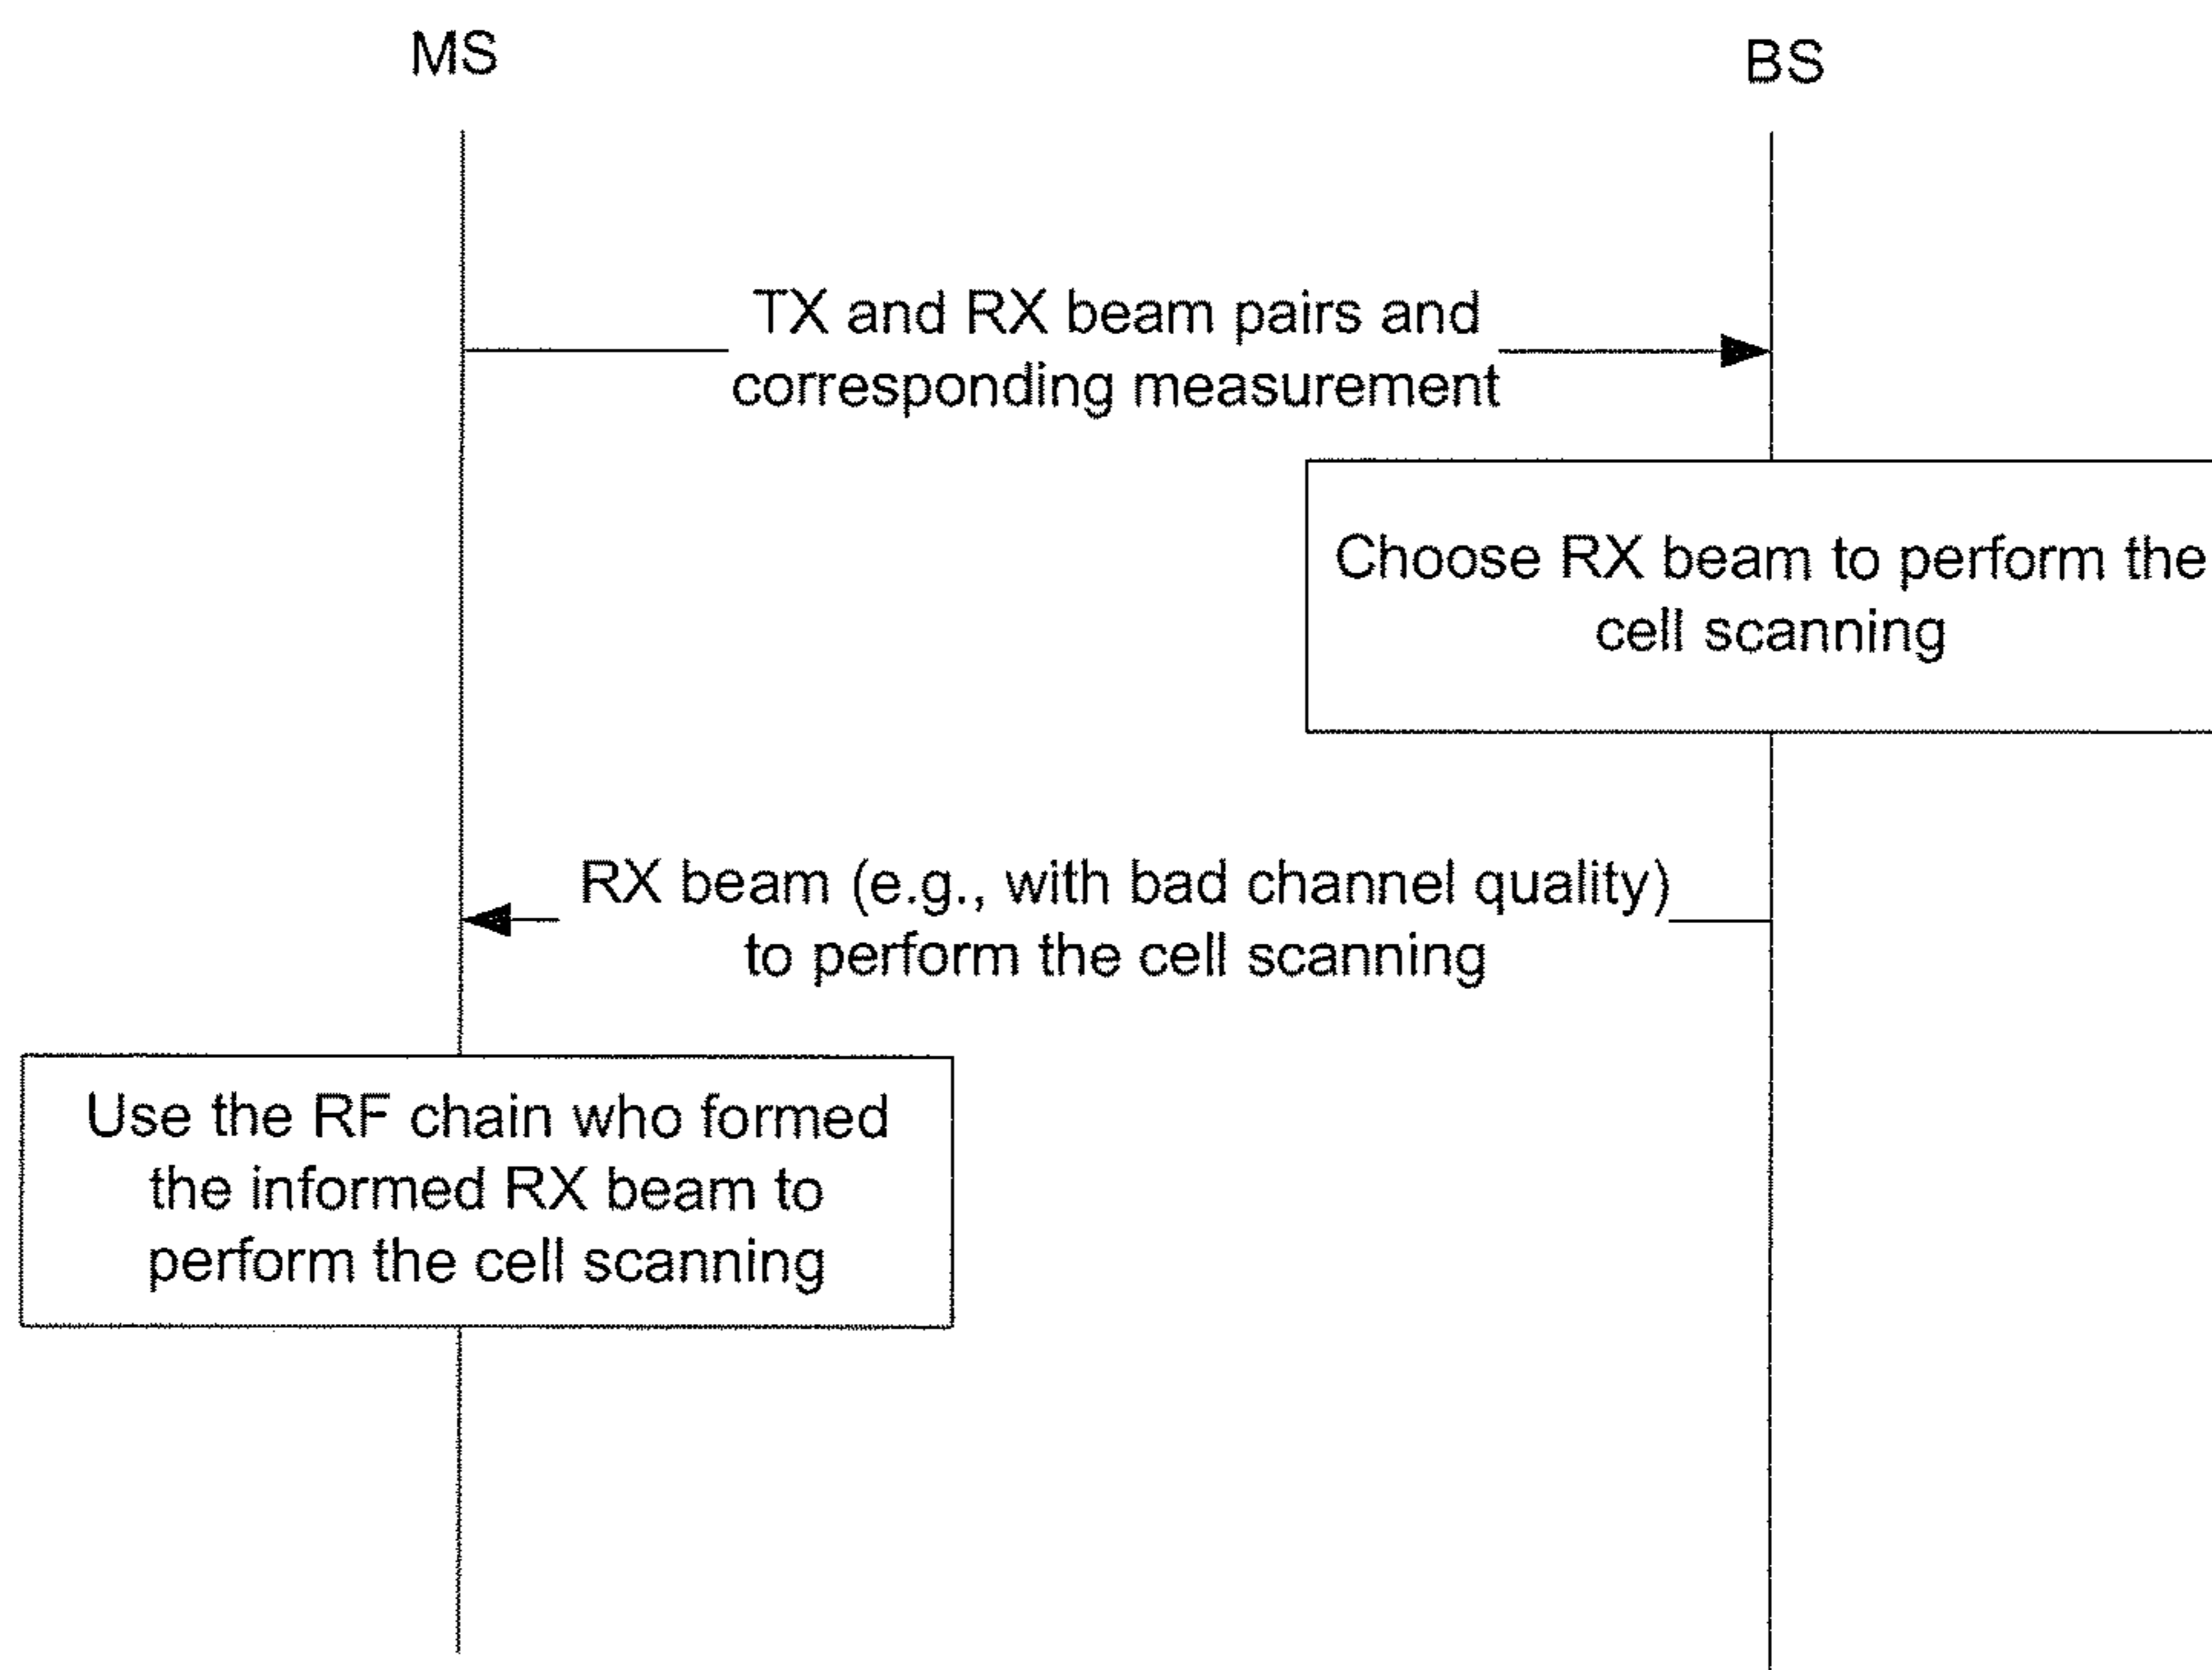 MS
BS
TX and RX beam pairs and
corresponding measurement
Choose RX beam to perform the
cell scanning
RX beam (e.g., with bad channel quality)
to perform the cell scanning
Use the RF chain who formed
the informed RX beam to
perform the cell scanning